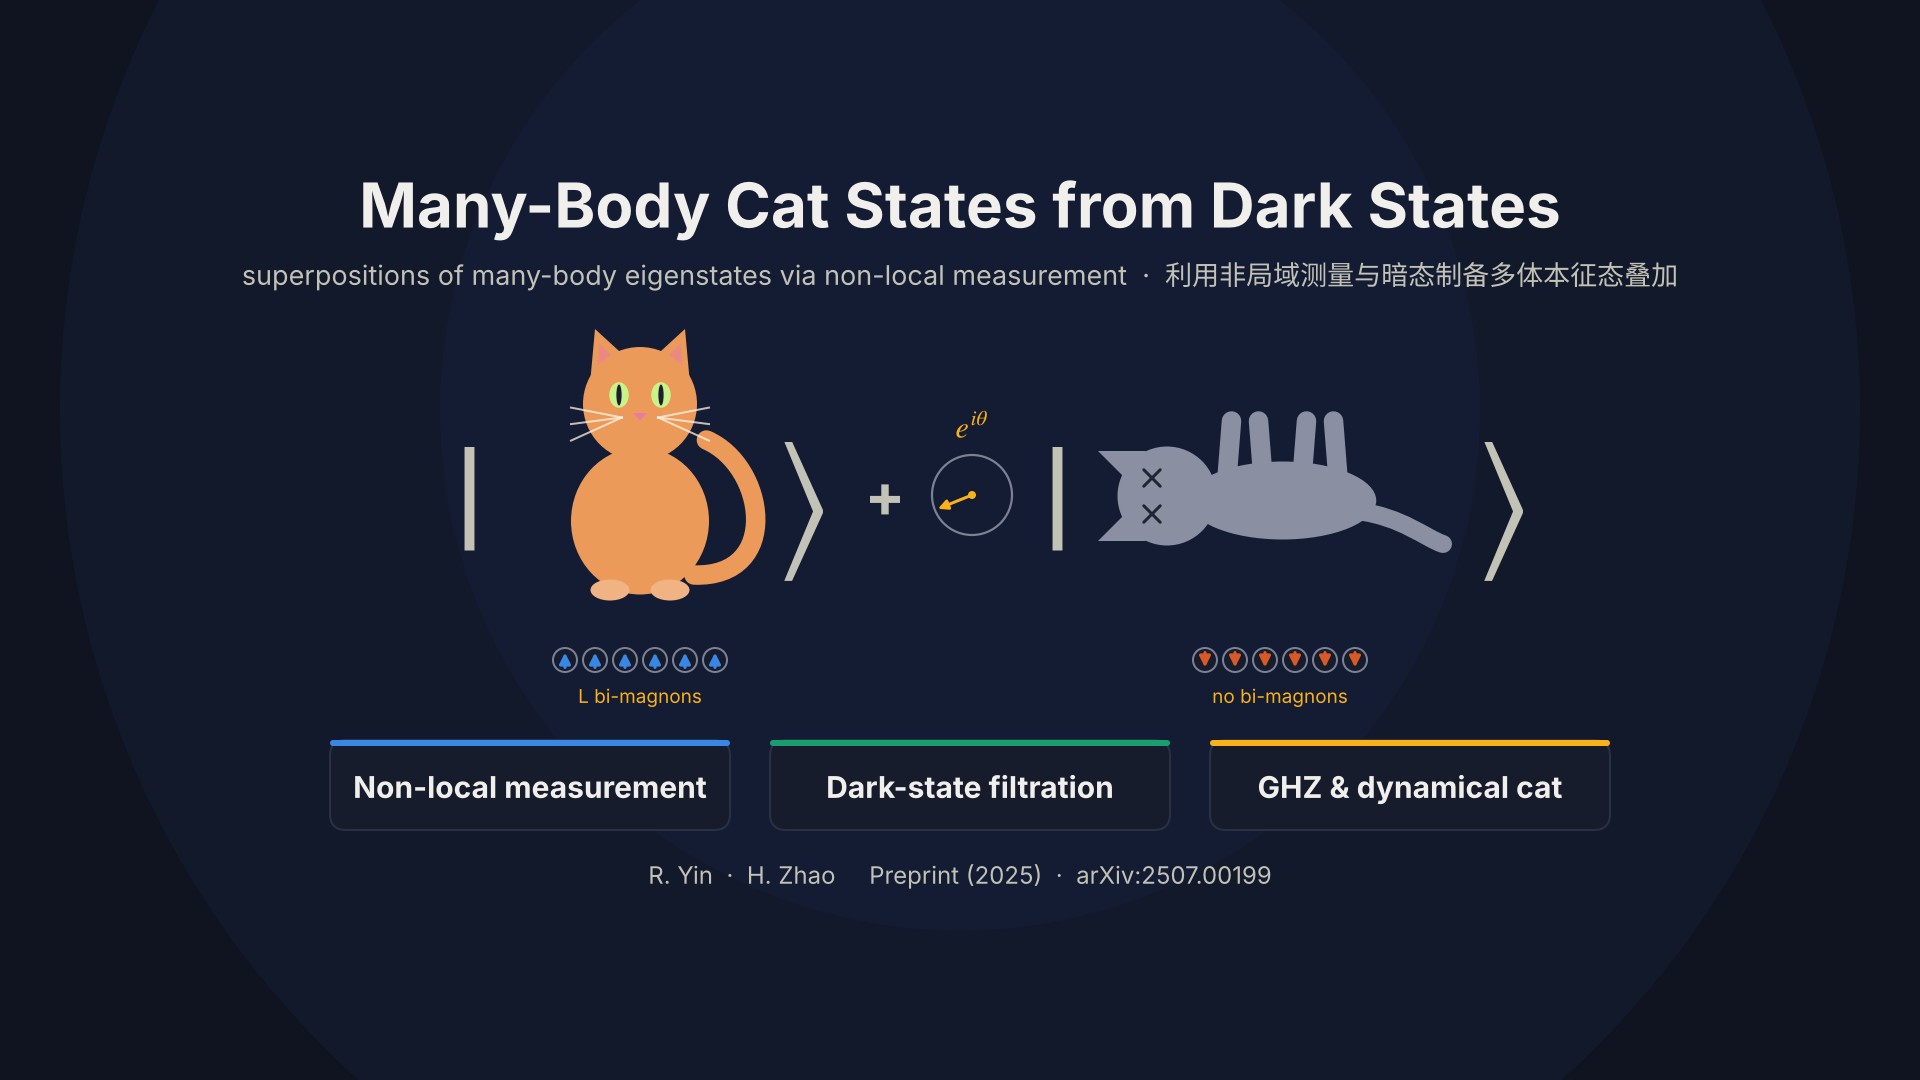 Many-Body Cat States from Dark States
superpositions of many-body eigenstates via non-local measurement · 利用非局域测量与暗态制备多体本征态叠加
| ⟩ + e^{iθ} | ⟩
L bi-magnons
no bi-magnons
Non-local measurement
Dark-state filtration
GHZ & dynamical cat
R. Yin · H. Zhao Preprint (2025) · arXiv:2507.00199